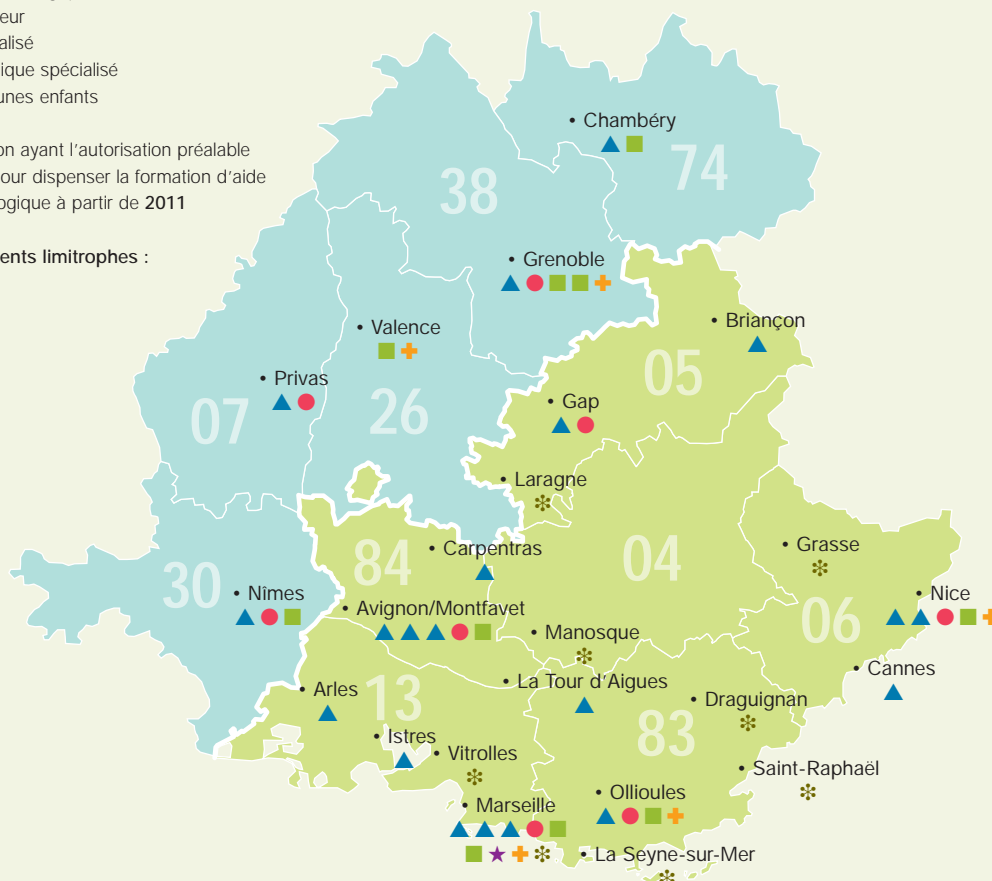 eur
alisé
ique spécialisé
unes enfants
on ayant l'autorisation préalable
our dispenser la formation d'aide
ogique à partir de 2011
ents limitrophes :
• Chambéry
74
38
• Grenoble
• Briançon
• Valence
05
• Privas
26
• Gap
07
• Laragne
• Carpentras
84
04
• Grasse
30
• Nîmes
• Nice
• Avignon/Montfavet
06
• Manosque
• Cannes
• La Tour d'Aigues
• Arles
13
• Draguignan
83
• Istres
• Vitrolles
• Saint-Raphaël
• Ollioules
• Marseille
• La Seyne-sur-Mer